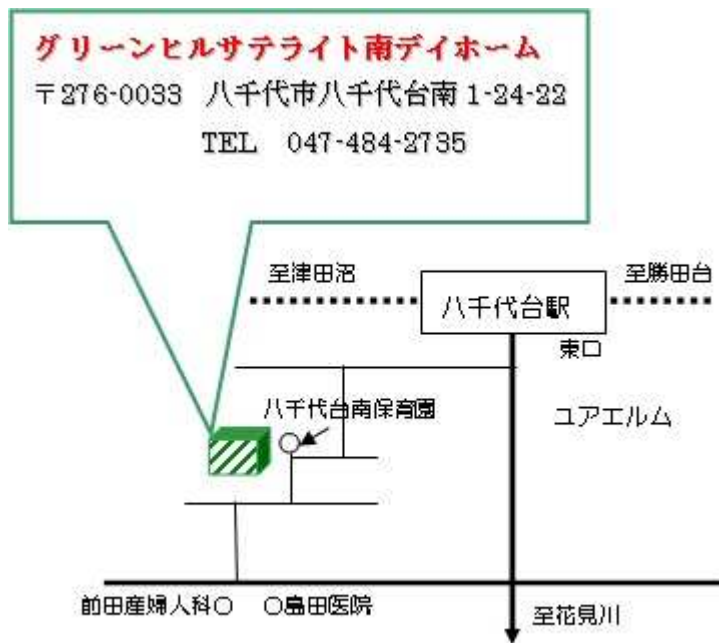 グリーンヒルサテライト南デイホーム
〒276-0033 八千代市八千代台南 1-24-22
TEL 047-484-2735
至津田沼
八千代台駅
至勝田台
東口
八千代台南保育園
ユアエルム
前田産婦人科○ ○島田医院
至花見川